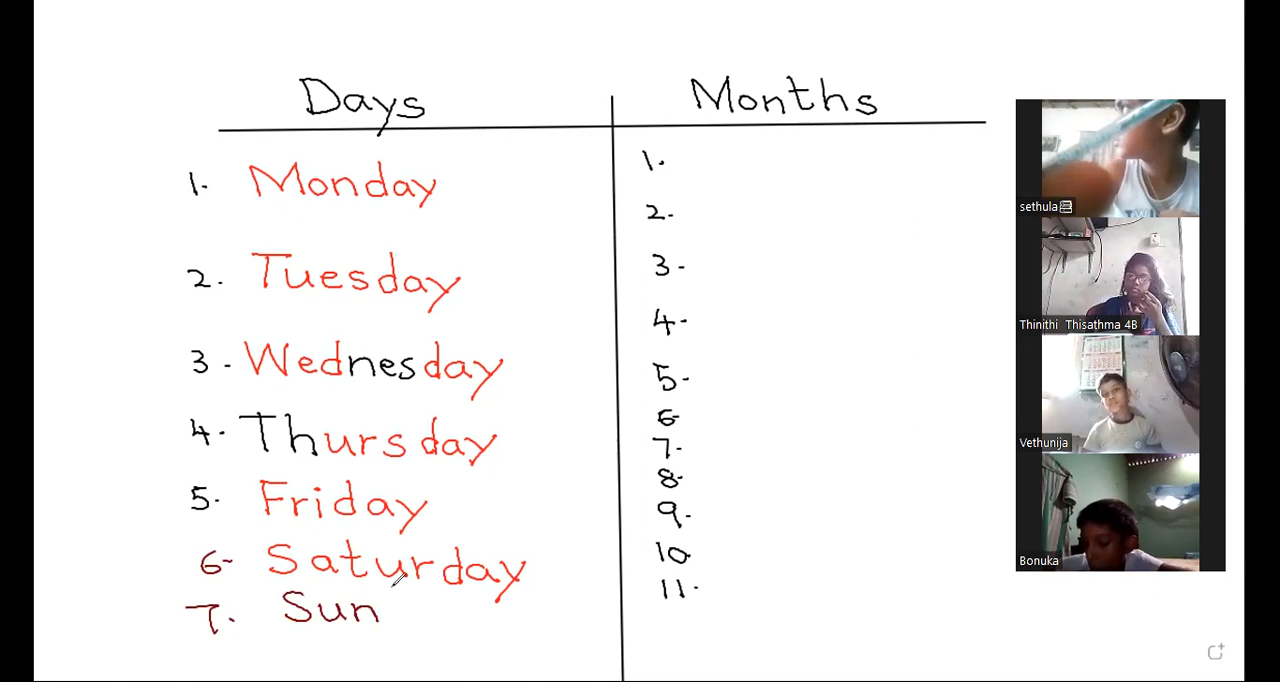 Days
Months
1. Monday
2. Tuesday
3 - Wednesday
4. Thursday
5. Friday
6- Saturday
7. Sun
1.
2.
3 -
4-
5-
6-
7-
8-
9.
10
11.
sethula
Thinithi Thisathma 4B
Vethunija
Bonuka